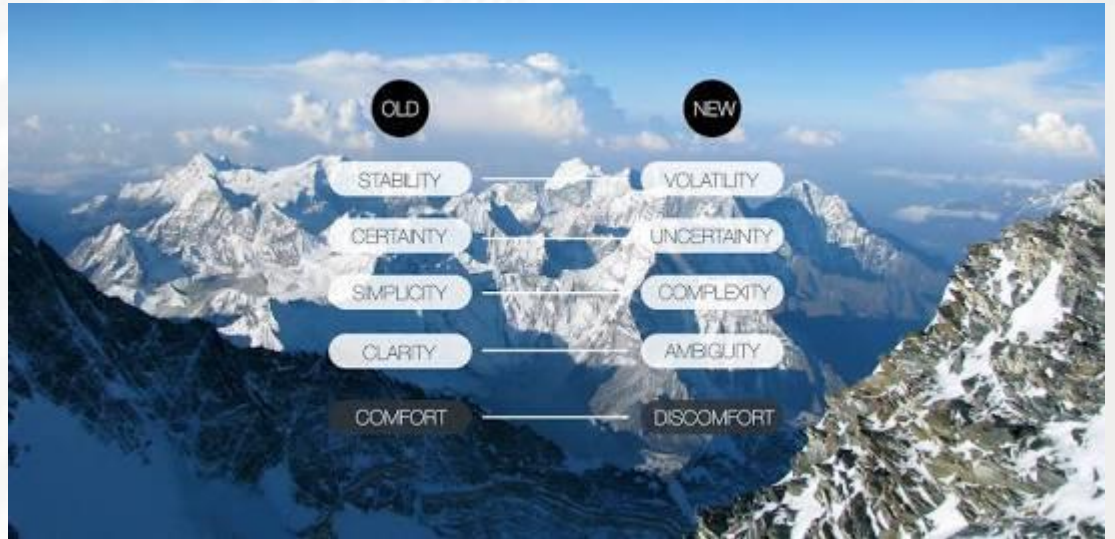 OLD NEW
STABILITY VOLATILITY
CERTAINTY UNCERTAINTY
SIMPLICITY COMPLEXITY
CLARITY AMBIGUITY
COMFORT DISCOMFORT